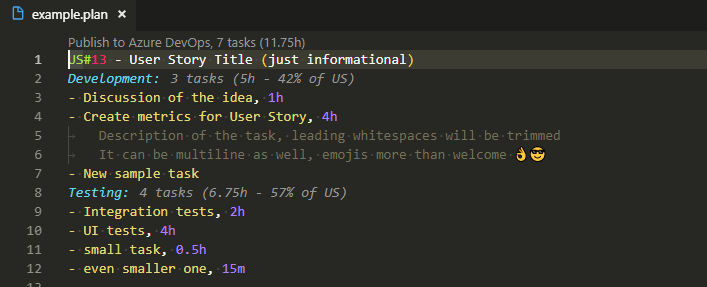 example.plan ×
Publish to Azure DevOps, 7 tasks (11.75h)
1 US#13 - User Story Title (just informational)
2 Development: 3 tasks (5h - 42% of US)
3 - Discussion of the idea, 1h
4 - Create metrics for User Story, 4h
5 Description of the task, leading whitespaces will be trimmed
6 It can be multiline as well, emojis more than welcome 👌😎
7 - New sample task
8 Testing: 4 tasks (6.75h - 57% of US)
9 - Integration tests, 2h
10 - UI tests, 4h
11 - small task, 0.5h
12 - even smaller one, 15m